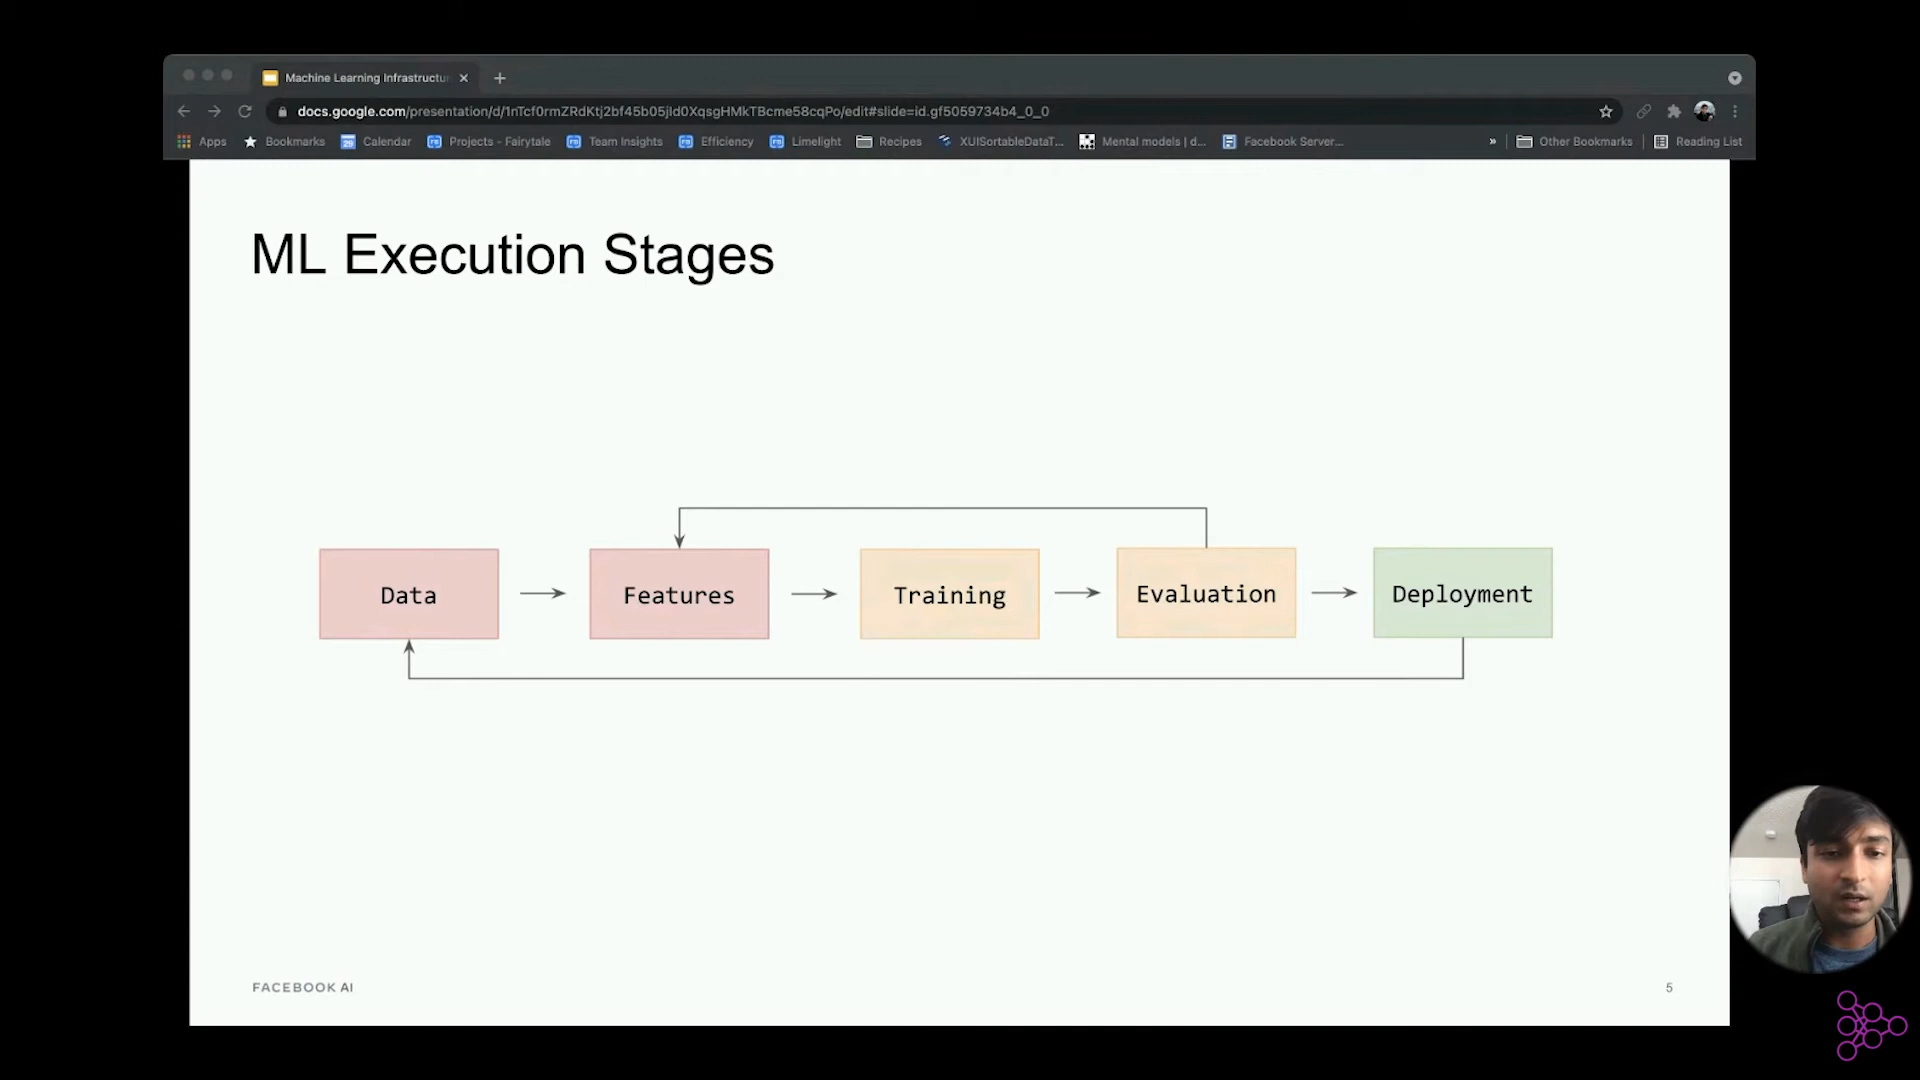 Machine Learning Infrastructu
docs.google.com/presentation/d/1nTcf0rmZRdKtj2bf45b05jId0XqsgHMkTBcme58cqPo/edit#slide=id.gf5059734b4_0_0
Apps Bookmarks Calendar Projects - Fairytale Team Insights Efficiency Limelight Recipes XUISortableDataT... Mental models | d... Facebook Server... » Other Bookmarks Reading List
ML Execution Stages
Data Features Training Evaluation Deployment
FACEBOOK AI 5